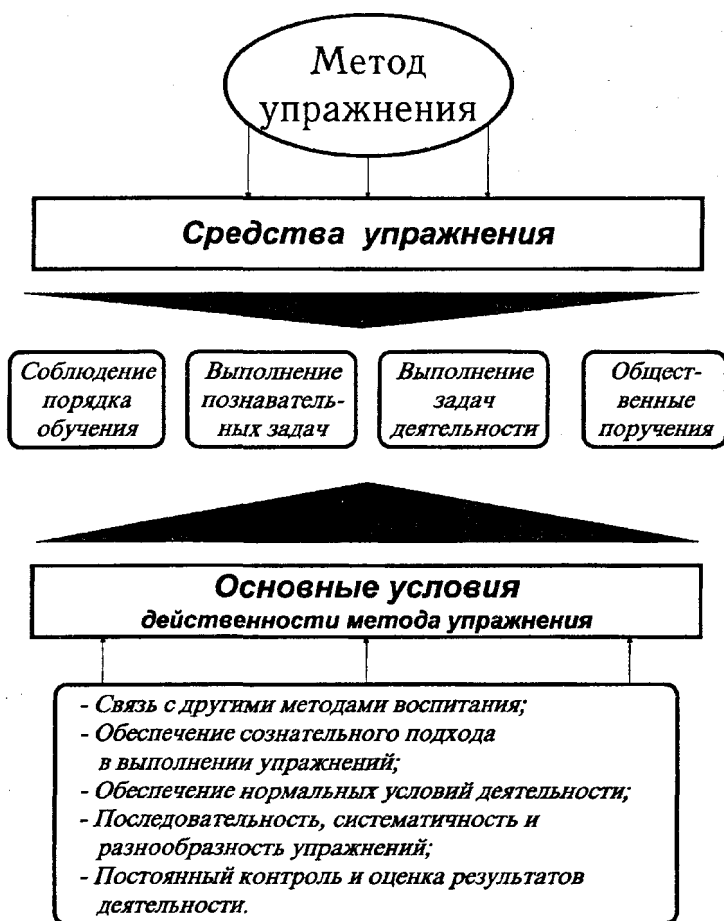 Метод
упражнения
Средства упражнения
Соблюдение
порядка
обучения
Выполнение
познаватель-
ных задач
Выполнение
задач
деятельности
Общест-
венные
поручения
Основные условия
действенности метода упражнения
- Связь с другими методами воспитания;
- Обеспечение сознательного подхода
в выполнении упражнений;
- Обеспечение нормальных условий деятельности;
- Последовательность, систематичность и
разнообразность упражнений;
- Постоянный контроль и оценка результатов
деятельности.